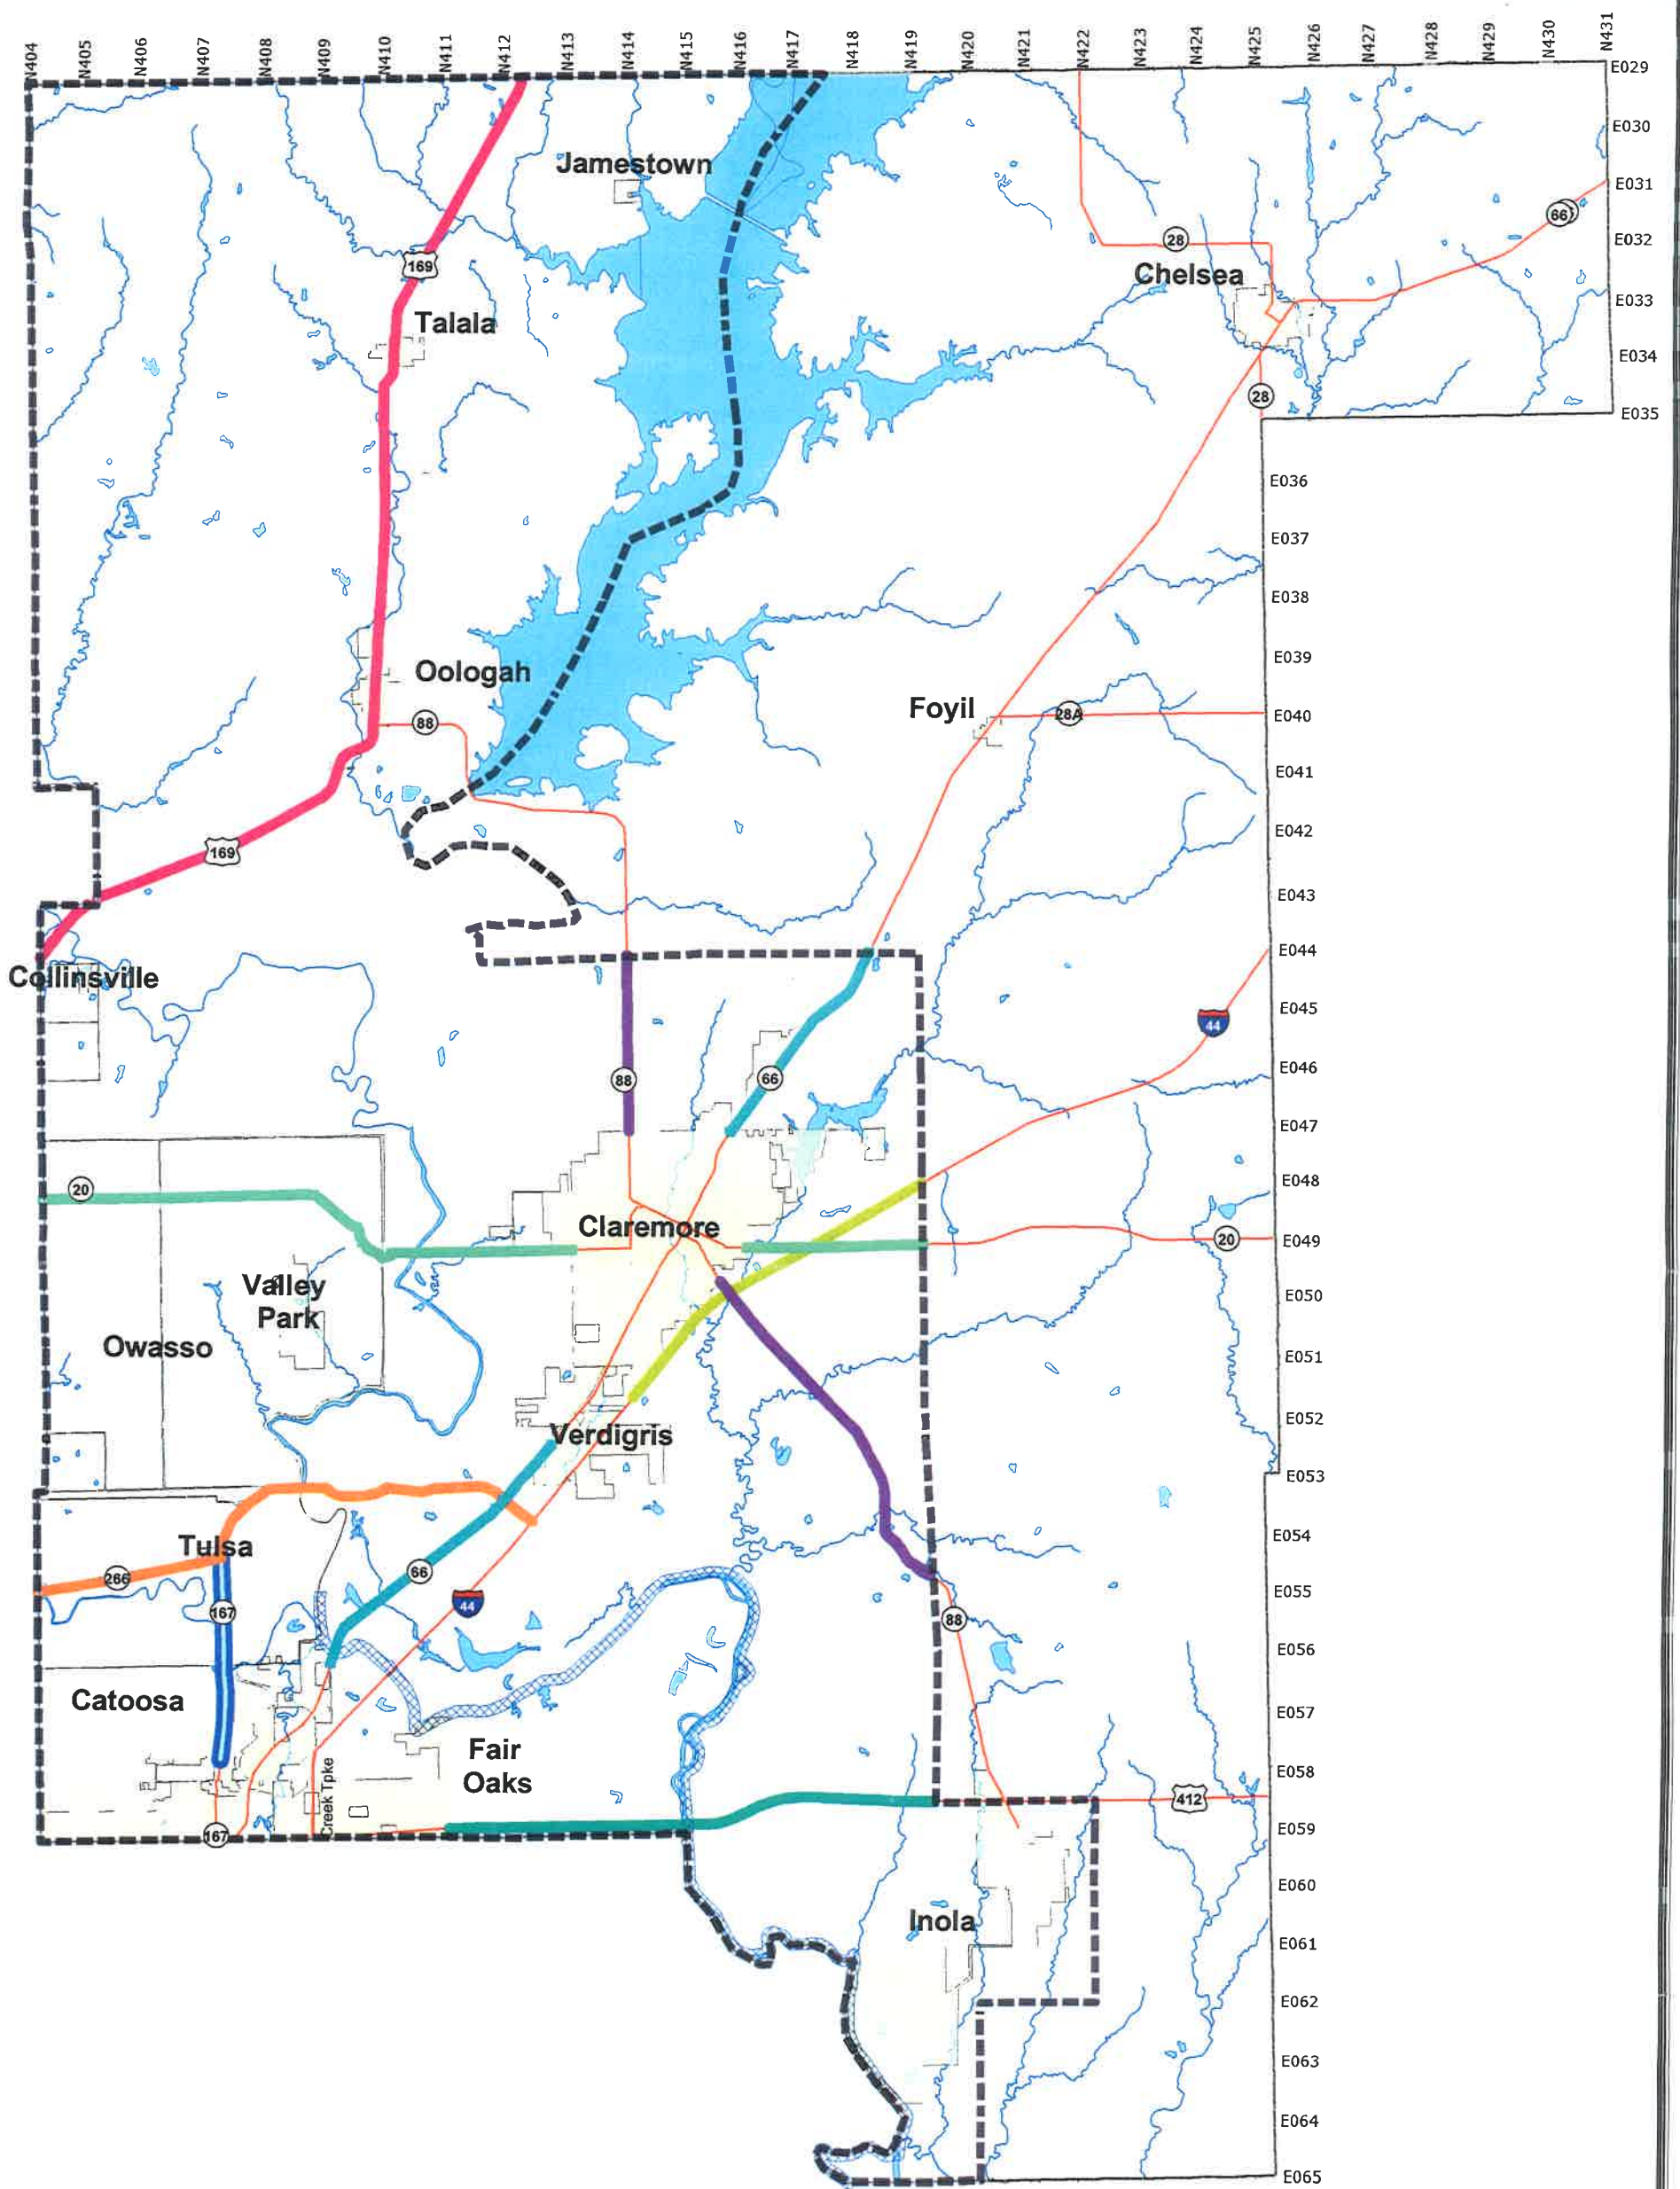 N404
N405
N406
N407
N408
N409
N410
N411
N412
N413
N414
N415
N416
N417
N418
N419
N420
N421
N422
N423
N424
N425
N426
N427
N428
N429
N430
N431
E029
E030
Jamestown
E031
66
28
E032
169
Chelsea
E033
Talala
E034
28
E035
E036
E037
E038
E039
Oologah
Foyil
28A
E040
88
E041
E042
169
E043
E044
Collinsville
E045
44
E046
88
66
E047
20
E048
Claremore
20
E049
Valley
Park
E050
Owasso
E051
E052
Verdigris
E053
E054
Tulsa
266
66
E055
167
44
88
E056
Catoosa
E057
Fair
Oaks
E058
Creek Tpke
412
E059
167
E060
Inola
E061
E062
E063
E064
E065